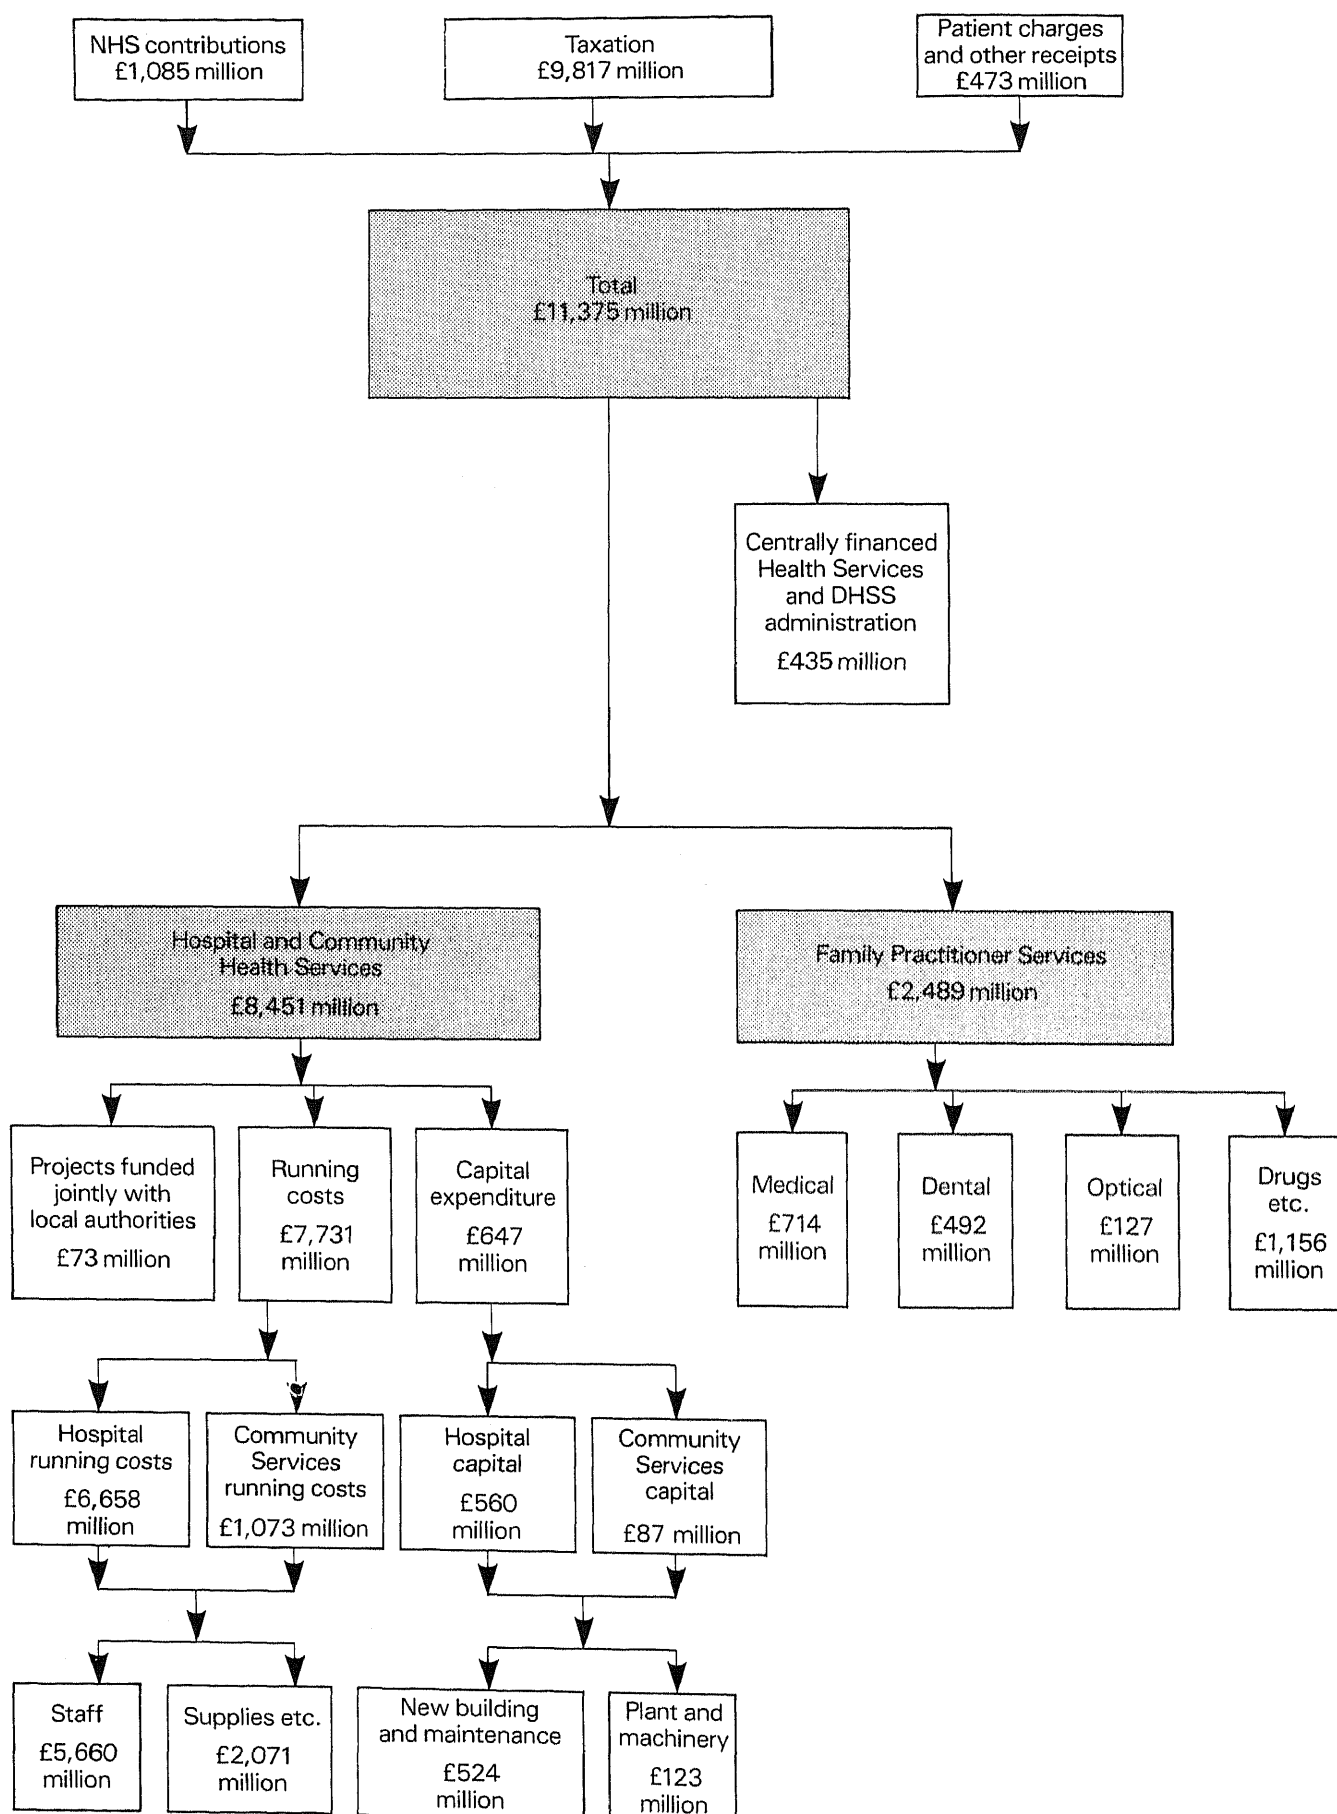 NHS contributions
£1,085 million
Taxation
£9,817 million
Patient charges
and other receipts
£473 million
Total
£11,375 million
Centrally financed
Health Services
and DHSS
administration
£435 million
Hospital and Community
Health Services
£8,451 million
Family Practitioner Services
£2,489 million
Projects funded
jointly with
local authorities
£73 million
Running
costs
£7,731
million
Capital
expenditure
£647
million
Medical
£714
million
Dental
£492
million
Optical
£127
million
Drugs
etc.
£1,156
million
Hospital
running costs
£6,658
million
Community
Services
running costs
£1,073 million
Hospital
capital
£560
million
Community
Services
capital
£87 million
Staff
£5,660
million
Supplies etc.
£2,071
million
New building
and maintenance
£524
million
Plant and
machinery
£123
million